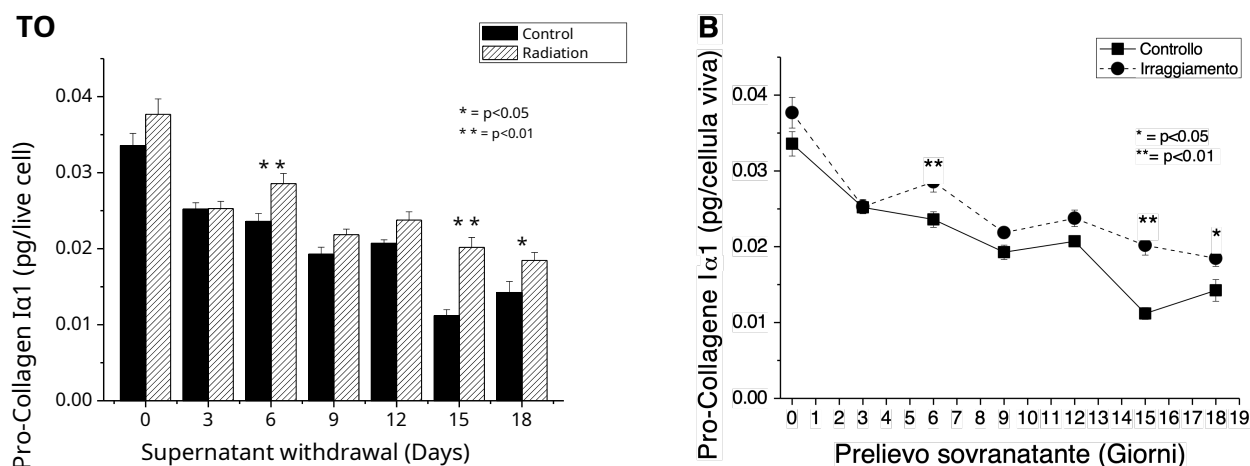 TO
Control
Radiation
* = p<0.05
* * = p<0.01
Pro-Collagen Iα1 (pg/live cell)
0.04
0.03
0.02
0.01
0.00
* *
* *
*
0 3 6 9 12 15 18
Supernatant withdrawal (Days)
B
Controllo
Irraggiamento
* = p<0.05
**= p<0.01
Pro-Collagene Iα1 (pg/cellula viva)
0.04
0.03
0.02
0.01
0.00
**
**
*
0 1 2 3 4 5 6 7 8 9 10 11 12 13 14 15 16 17 18 19
Prelievo sovranatante (Giorni)